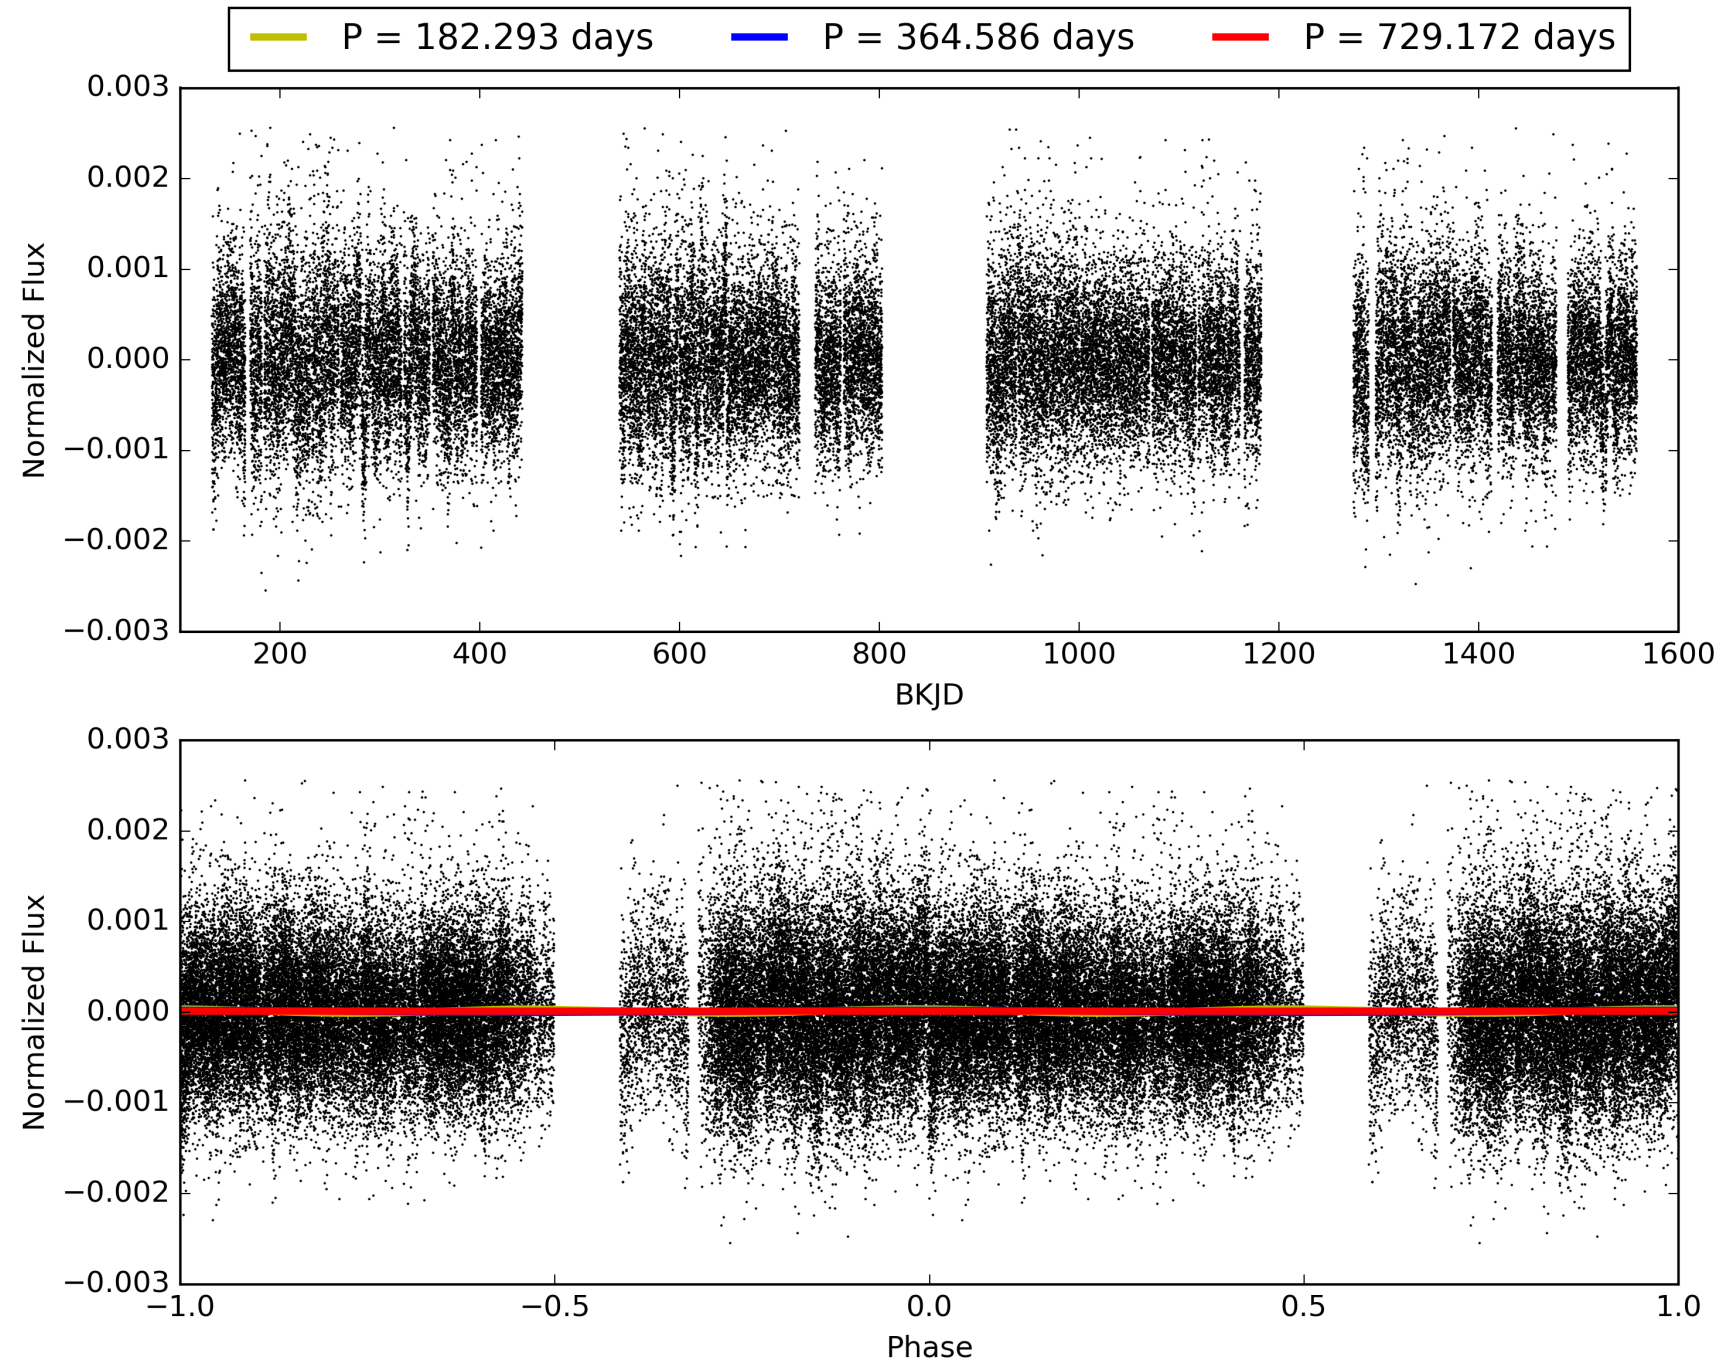 P = 182.293 days P = 364.586 days P = 729.172 days
0.003
0.002
0.001
0.000
−0.001
−0.002
−0.003
Normalized Flux
200 400 600 800 1000 1200 1400 1600
BKJD
0.003
0.002
0.001
0.000
−0.001
−0.002
−0.003
Normalized Flux
−1.0 −0.5 0.0 0.5 1.0
Phase